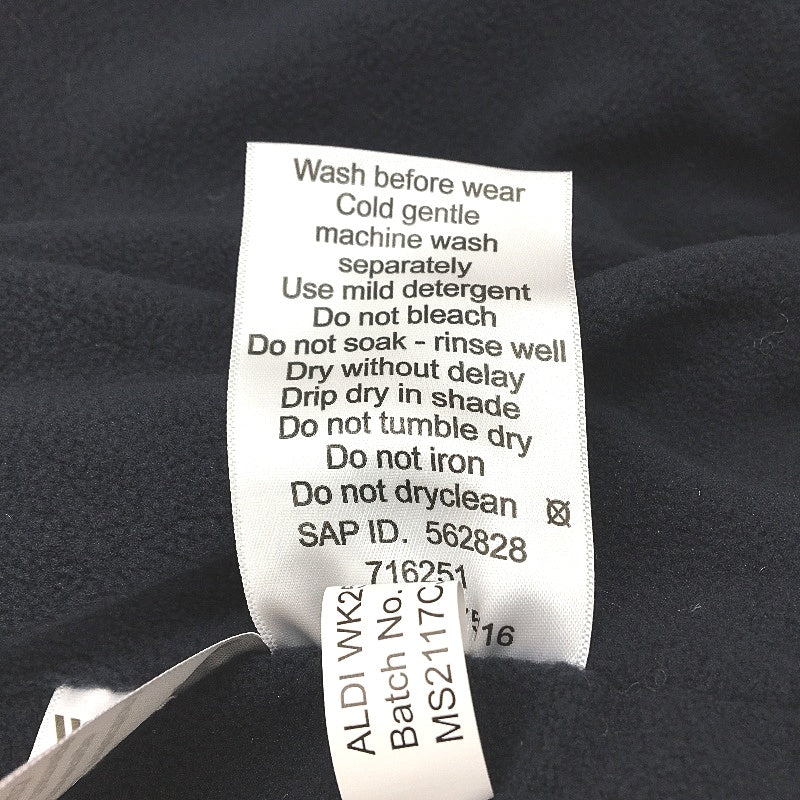 Wash before wear
Cold gentle
machine wash
separately
Use mild detergent
Do not bleach
Do not soak - rinse well
Dry without delay
Drip dry in shade
Do not tumble dry
Do not iron
Do not dryclean
SAP ID. 562828
716251
16
ALDI
Batch No.
MS2117C